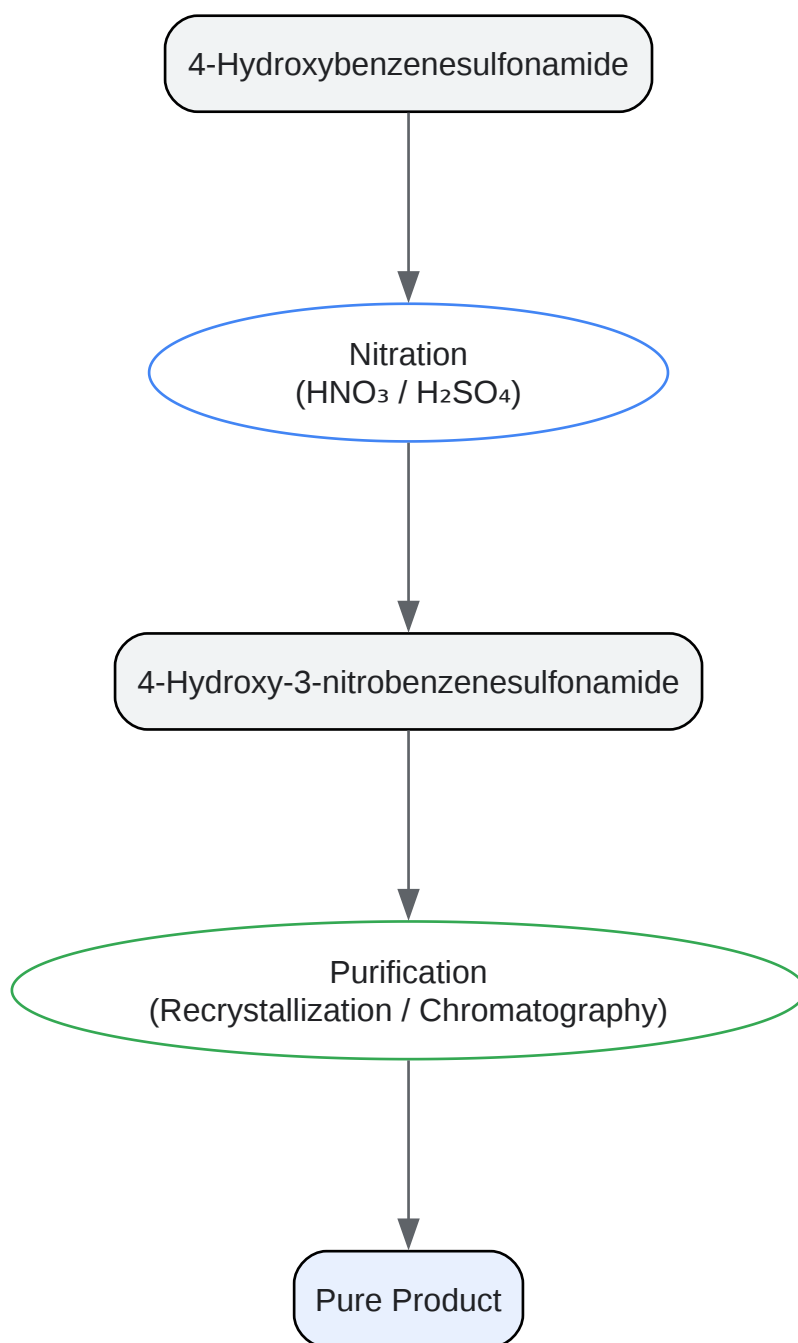 4-Hydroxybenzenesulfonamide
Nitration
(HNO₃ / H₂SO₄)
4-Hydroxy-3-nitrobenzenesulfonamide
Purification
(Recrystallization / Chromatography)
Pure Product